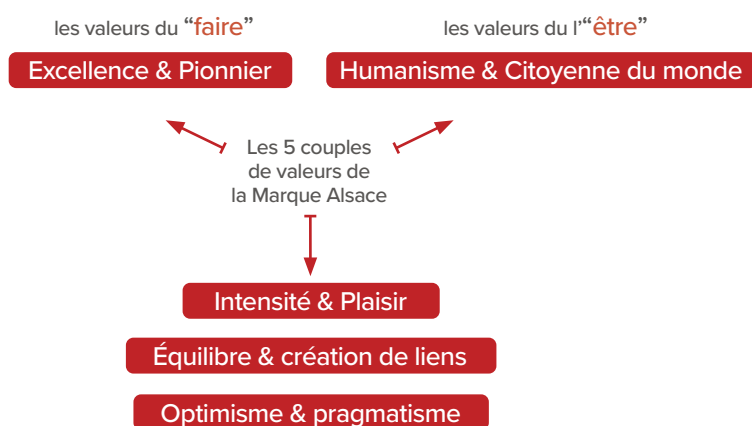 les valeurs du “faire”
les valeurs du l’“être”
Excellence & Pionnier
Humanisme & Citoyenne du monde
Les 5 couples
de valeurs de
la Marque Alsace
Intensité & Plaisir
Équilibre & création de liens
Optimisme & pragmatisme